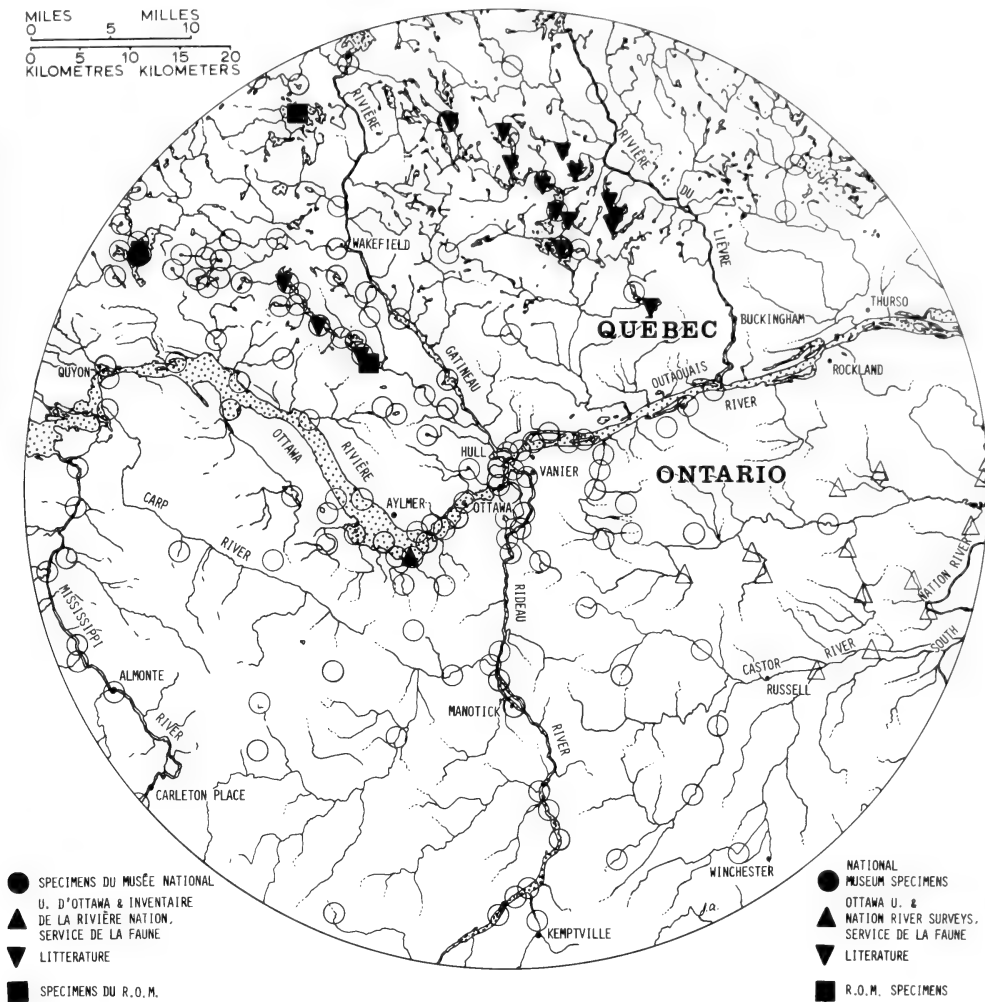 MILES MILLES
0 5 10
0 5 10 15 20
KILOMÈTRES KILOMETERS
RIVIÈRE
RIVIÈRE
DU
LIÈVRE
WAKEFIELD
THURSO
BUCKINGHAM
QUÉBEC
GATINEAU
QUYON
OUTAOUAIS
ROCKLAND
RIVER
OTTAWA
RIVIÈRE
HULL
VANIER
ONTARIO
AYLMER
OTTAWA
CARP
RIVER
RIDEAU
NATION RIVER
MISSISSIPPI
SOUTH
CASTOR
RIVER
RUSSELL
ALMONTE
MANOTICK
RIVER
RIVER
CARLETON PLACE
WINCHESTER
KEMPTVILLE
j.a.
SPECIMENS DU MUSÉE NATIONAL
U. D'OTTAWA & INVENTAIRE
DE LA RIVIÈRE NATION,
SERVICE DE LA FAUNE
LITTERATURE
SPECIMENS DU R.O.M.
NATIONAL
MUSEUM SPECIMENS
OTTAWA U. &
NATION RIVER SURVEYS,
SERVICE DE LA FAUNE
LITERATURE
R.O.M. SPECIMENS